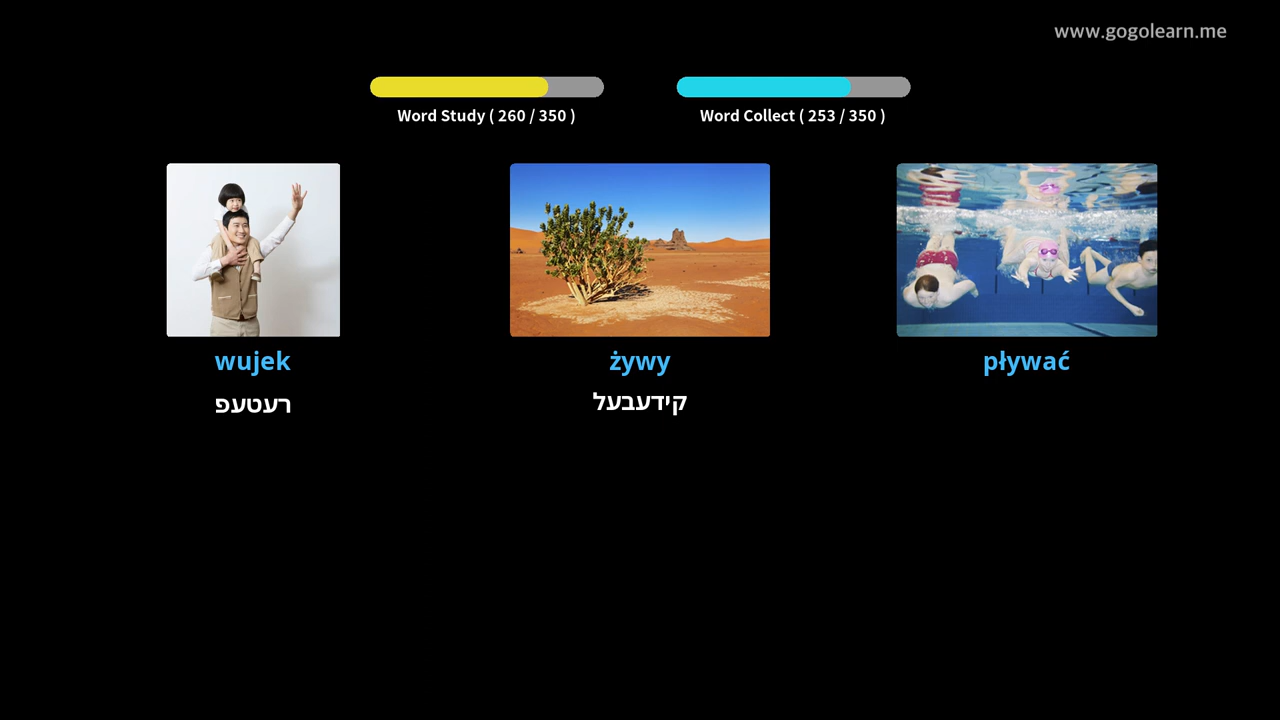 www.gogolearn.me
Word Study ( 260 / 350 )
Word Collect ( 253 / 350 )
wujek
żywy
pływać
רעטעפ
קידעבעל